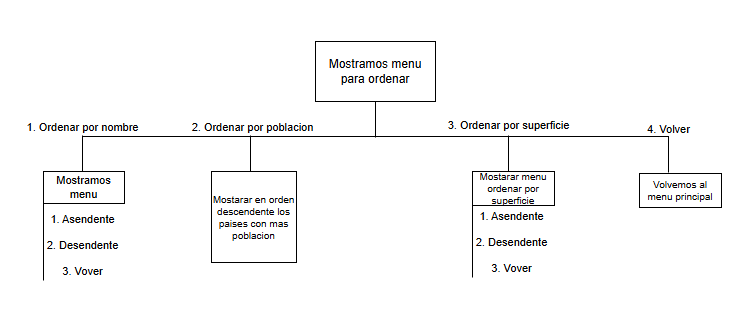 Mostramos menu
para ordenar
1. Ordenar por nombre
2. Ordenar por poblacion
3. Ordenar por superficie
4. Volver
Mostramos
menu
1. Asendente
2. Desendente
3. Vover
Mostarar en orden
descendente los
paises con mas
poblacion
Mostarar menu
ordenar por
superficie
1. Asendente
2. Desendente
3. Vover
Volvemos al
menu principal